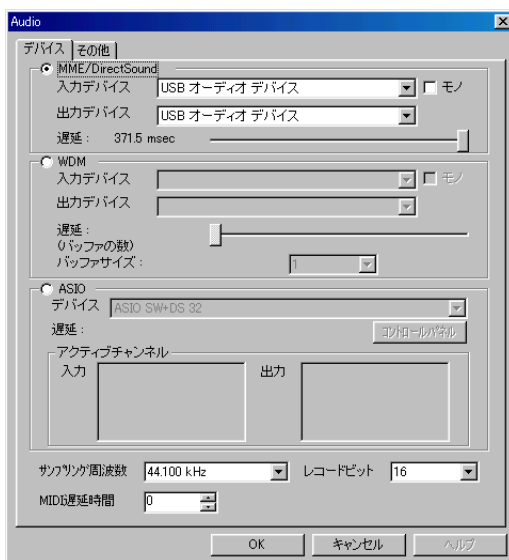 Audio
デバイス その他
MME/DirectSound
入力デバイス USB オーディオ デバイス モノ
出力デバイス USB オーディオ デバイス
遅延： 371.5 msec
WDM
入力デバイス モノ
出力デバイス
遅延：
(バッファの数)
バッファサイズ： 1
ASIO
デバイス ASIO SW+DS 32
遅延：
コントロールパネル
アクティブチャンネル
入力 出力
サンプリング周波数 44.100 kHz レコードビット 16
MIDI遅延時間 0
OK キャンセル ヘルプ